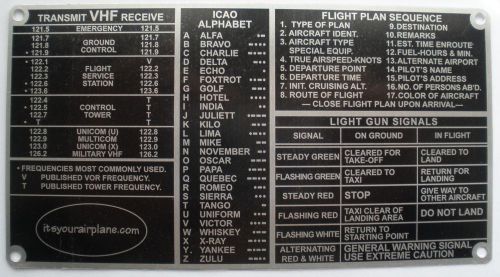 TRANSMIT VHF RECEIVE
121.5 EMERGENCY 121.5
121.7 121.7
121.8 GROUND 121.8
• 121.9 CONTROL 121.9 •
• 122.1 V
122.2 FLIGHT 122.2
122.3 SERVICE 122.3
• 122.6 STATION 122.6 •
• 123.6 123.6 •
122.4 T
122.5 CONTROL T
122.7 TOWER T
• T T
122.8 UNICOM (U) 122.8
122.9 MULTICOM 122.9
123.0 UNICOM (X) 123.0
126.2 MILITARY VHF 126.2
• FREQUENCIES MOST COMMONLY USED.
V PUBLISHED VOR FREQUENCY.
T PUBLISHED TOWER FREQUENCY.
itsyourairplane.com
ICAO
ALPHABET
A ALFA
B BRAVO
C CHARLIE
D DELTA
E ECHO
F FOXTROT
G GOLF
H HOTEL
I INDIA
J JULIETT
K KILO
L LIMA
M MIKE
N NOVEMBER
O OSCAR
P PAPA
Q QUEBEC
R ROMEO
S SIERRA
T TANGO
U UNIFORM
V VICTOR
W WHISKEY
X X-RAY
Y YANKEE
Z ZULU
FLIGHT PLAN SEQUENCE
1. TYPE OF PLAN
2. AIRCRAFT IDENT.
3. AIRCRAFT TYPE
SPECIAL EQUIP.
4. TRUE AIRSPEED-KNOTS
5. DEPARTURE POINT
6. DEPARTURE TIME
7. INIT. CRUISING ALT.
8. ROUTE OF FLIGHT
9.DESTINATION
10.REMARKS
11.EST. TIME ENROUTE
12.FUEL-HOURS & MIN.
13.ALTERNATE AIRPORT
14.PILOT'S NAME
15.PILOT'S ADDRESS
16.NO. OF PERSONS AB'D.
17.COLOR OF AIRCRAFT
— CLOSE FLIGHT PLAN UPON ARRIVAL—
LIGHT GUN SIGNALS
SIGNAL ON GROUND IN FLIGHT
STEADY GREEN CLEARED FOR TAKE-OFF CLEARED TO LAND
FLASHING GREEN CLEARED TO TAXI RETURN FOR LANDING
STEADY RED STOP GIVE WAY TO OTHER AIRCRAFT
FLASHING RED TAXI CLEAR OF LANDING AREA DO NOT LAND
FLASHING WHITE RETURN TO STARTING POINT
ALTERNATING RED & WHITE GENERAL WARNING SIGNAL USE EXTREME CAUTION